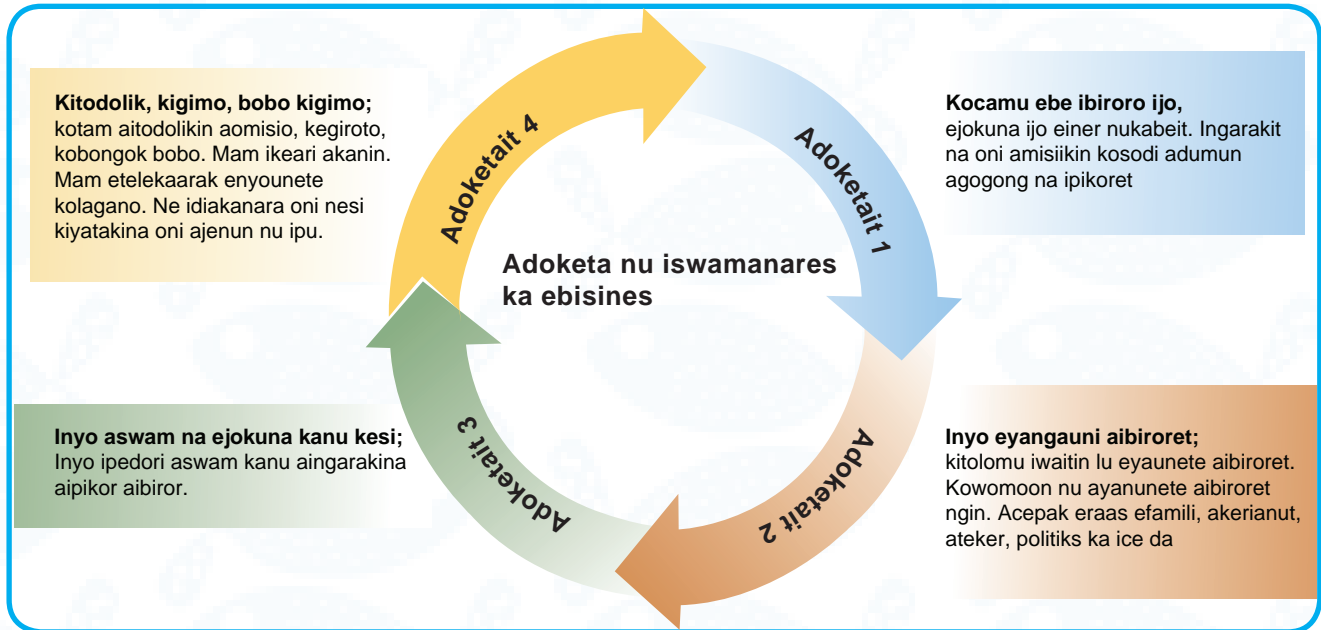 Adoketa nu iswamanares
ka ebisines
Adoketait 1
Kocamu ebe ibiroro ijo,
ejokuna ijo einer nukabeit. Ingarakit
na oni amisiikin kosodi adumun
agogong na ipikoret
Adoketait 2
Inyo eyangauni aibiroret;
kitolomu iwaitin lu eyaunete aibiroret.
Kowomoon nu ayanunete aibiroret
ngin. Acepak eraas efamili, akerianut,
ateker, politiks ka ice da
Adoketait 3
Inyo aswam na ejokuna kanu kesi;
Inyo ipedori aswam kanu aingarakina
aipikor aibiror.
Adoketait 4
Kitodolik, kigimo, bobo kigimo;
kotam aitodolikin aomisio, kegiroto,
kobongok bobo. Mam ikeari akanin.
Mam etelekaarak enyounete
kolagano. Ne idiakanara oni nesi
kiyatakina oni ajenun nu ipu.